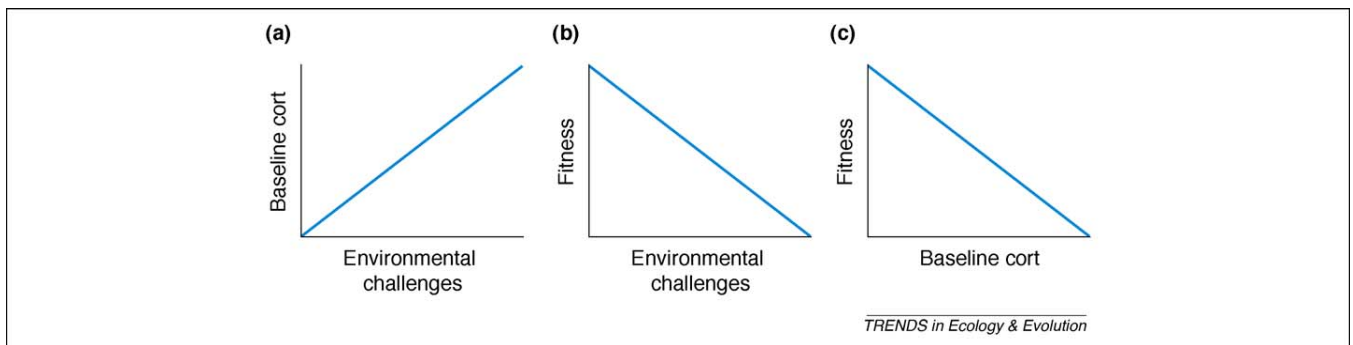 (a)
Baseline cort
Environmental
challenges
(b)
Fitness
Environmental
challenges
(c)
Fitness
Baseline cort
TRENDS in Ecology & Evolution